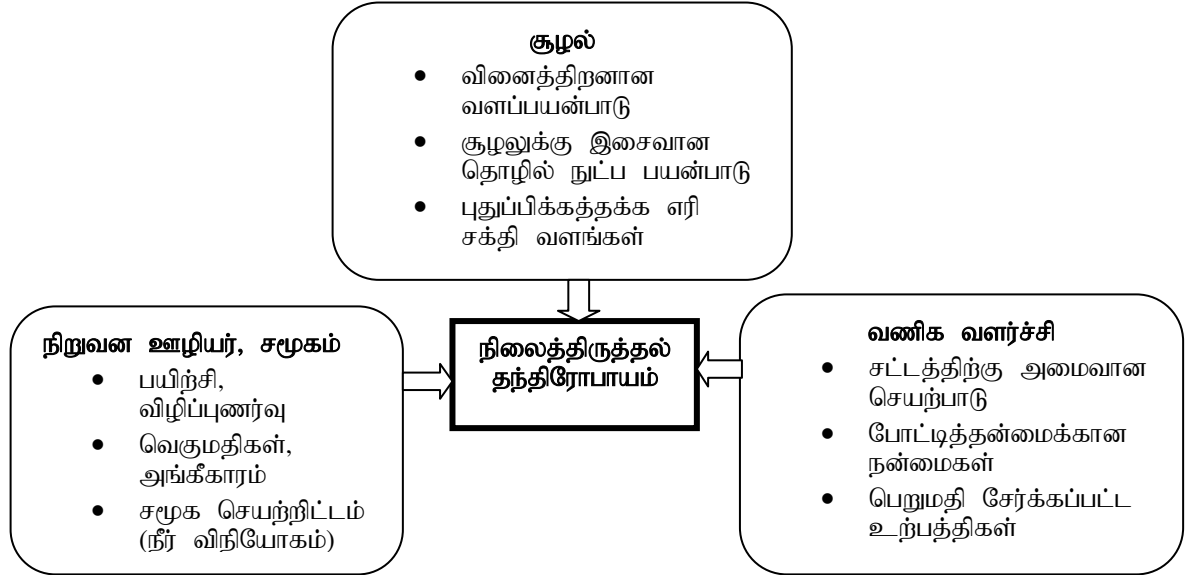 சூழல்
• வினைத்திறனான
வளப்பயன்பாடு
• சூழலுக்கு இசைவான
தொழில் நுட்ப பயன்பாடு
• புதுப்பிக்கத்தக்க எரி
சக்தி வளங்கள்
நிறுவன ஊழியர், சமூகம்
• பயிற்சி,
விழிப்புணர்வு
• வெகுமதிகள்,
அங்கீகாரம்
• சமூக செயற்றிட்டம்
(நீர் விநியோகம்)
நிலைத்திருத்தல்
தந்திரோபாயம்
வணிக வளர்ச்சி
• சட்டத்திற்கு அமைவான
செயற்பாடு
• போட்டித்தன்மைக்கான
நன்மைகள்
• பெறுமதி சேர்க்கப்பட்ட
உற்பத்திகள்